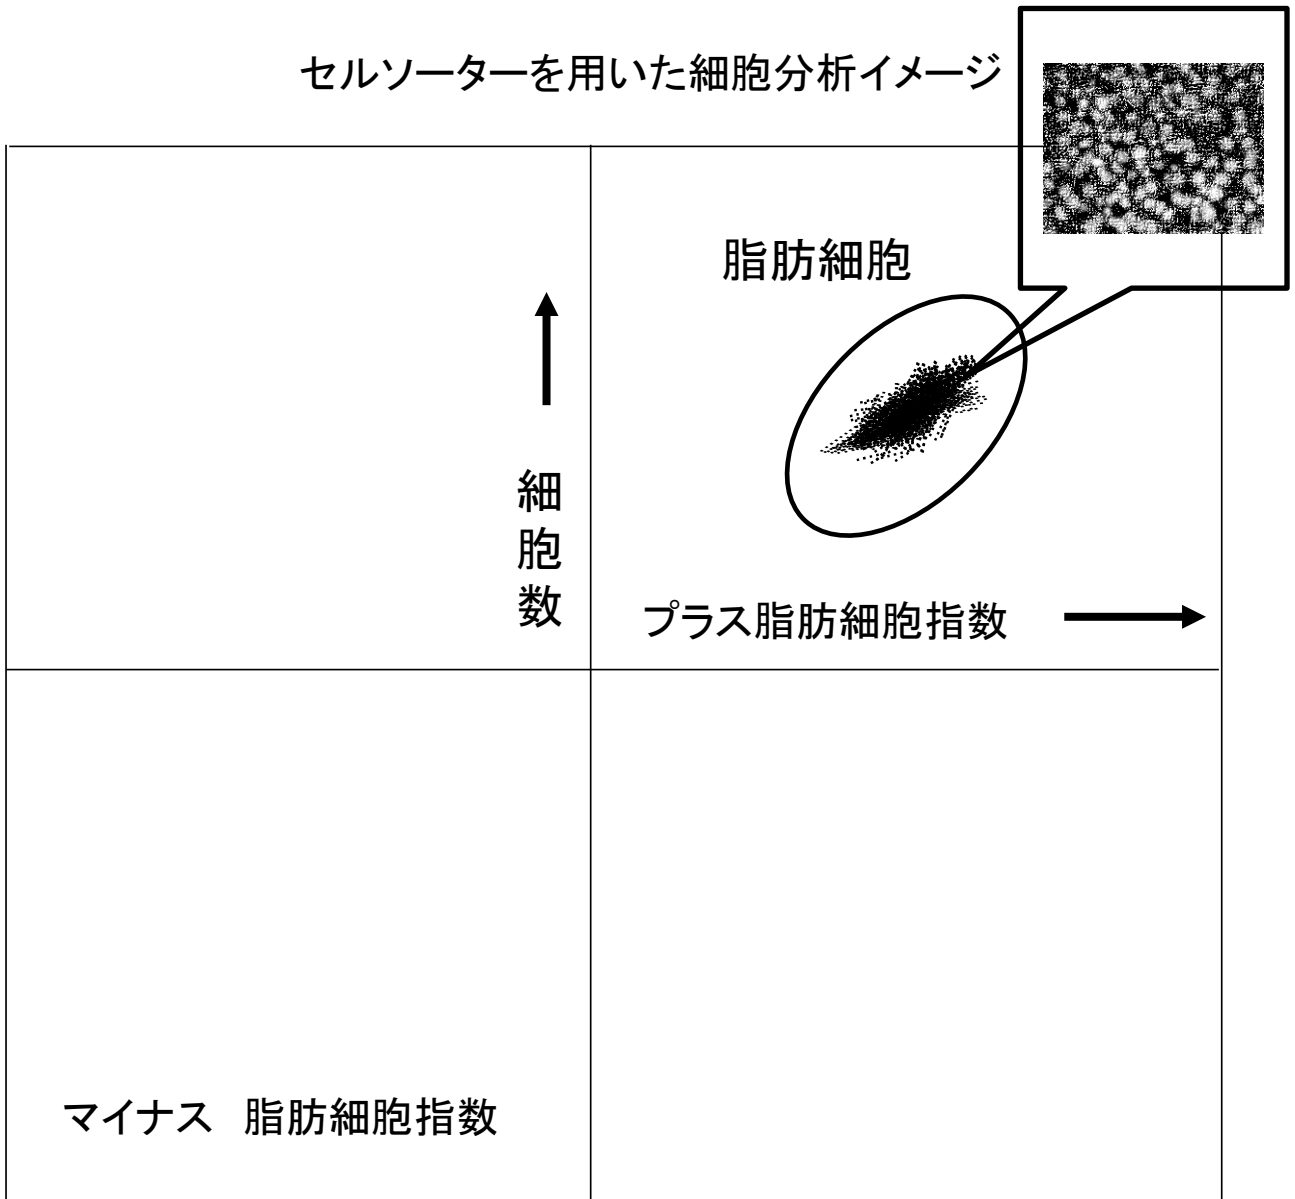 セルソーターを用いた細胞分析イメージ
脂肪細胞
細胞数
プラス脂肪細胞指数
マイナス 脂肪細胞指数